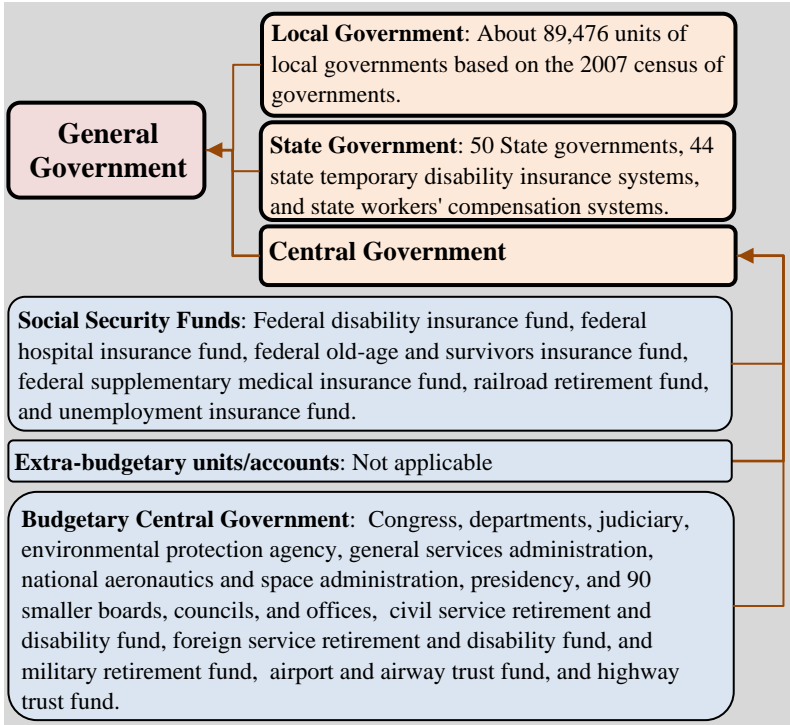 Local Government: About 89,476 units of
local governments based on the 2007 census of
governments.
General
Government
State Government: 50 State governments, 44
state temporary disability insurance systems,
and state workers' compensation systems.
Central Government
Social Security Funds: Federal disability insurance fund, federal
hospital insurance fund, federal old-age and survivors insurance fund,
federal supplementary medical insurance fund, railroad retirement fund,
and unemployment insurance fund.
Extra-budgetary units/accounts: Not applicable
Budgetary Central Government: Congress, departments, judiciary,
environmental protection agency, general services administration,
national aeronautics and space administration, presidency, and 90
smaller boards, councils, and offices, civil service retirement and
disability fund, foreign service retirement and disability fund, and
military retirement fund, airport and airway trust fund, and highway
trust fund.